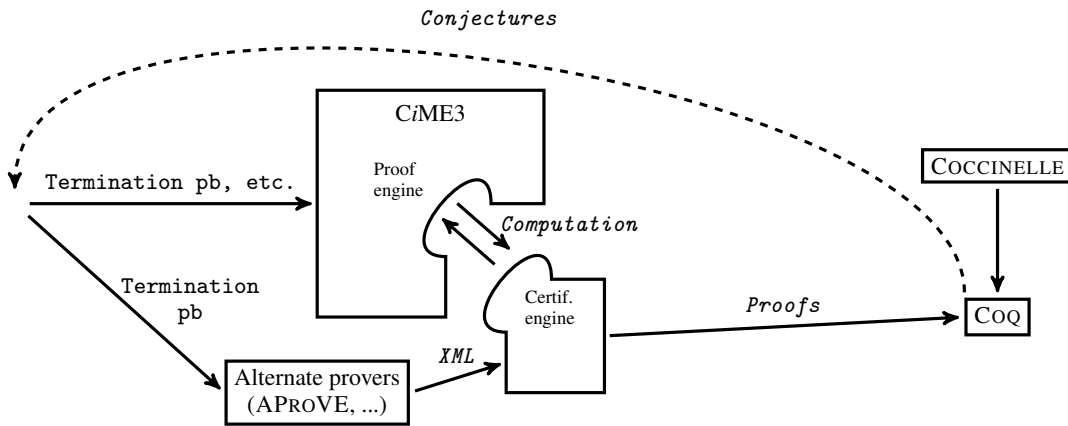 Conjectures
CiME3
Proof
engine
Termination pb, etc.
COCCINELLE
Computation
Termination
pb
Certif.
engine
Proofs
COQ
XML
Alternate provers
(APROVE, ...)